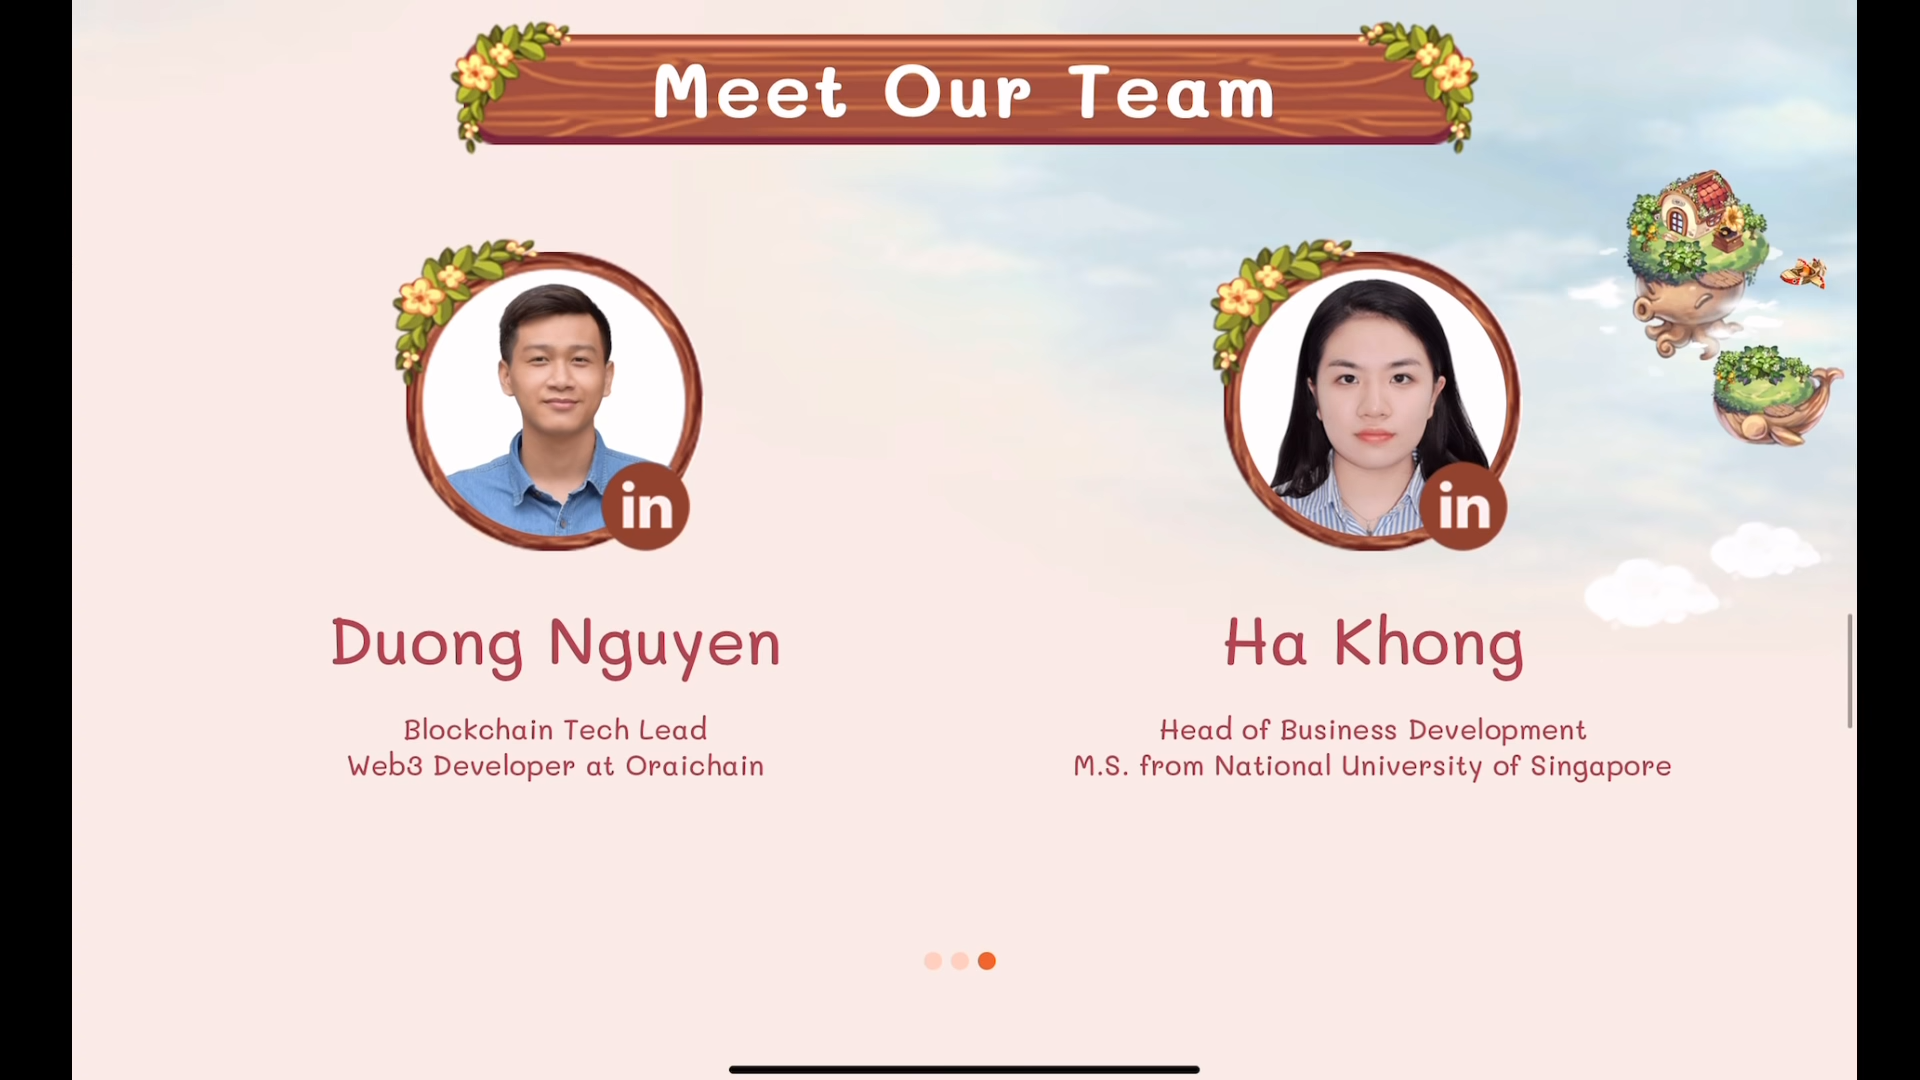 Meet Our Team
in
in
Duong Nguyen
Blockchain Tech Lead
Web3 Developer at Oraichain
Ha Khong
Head of Business Development
M.S. from National University of Singapore